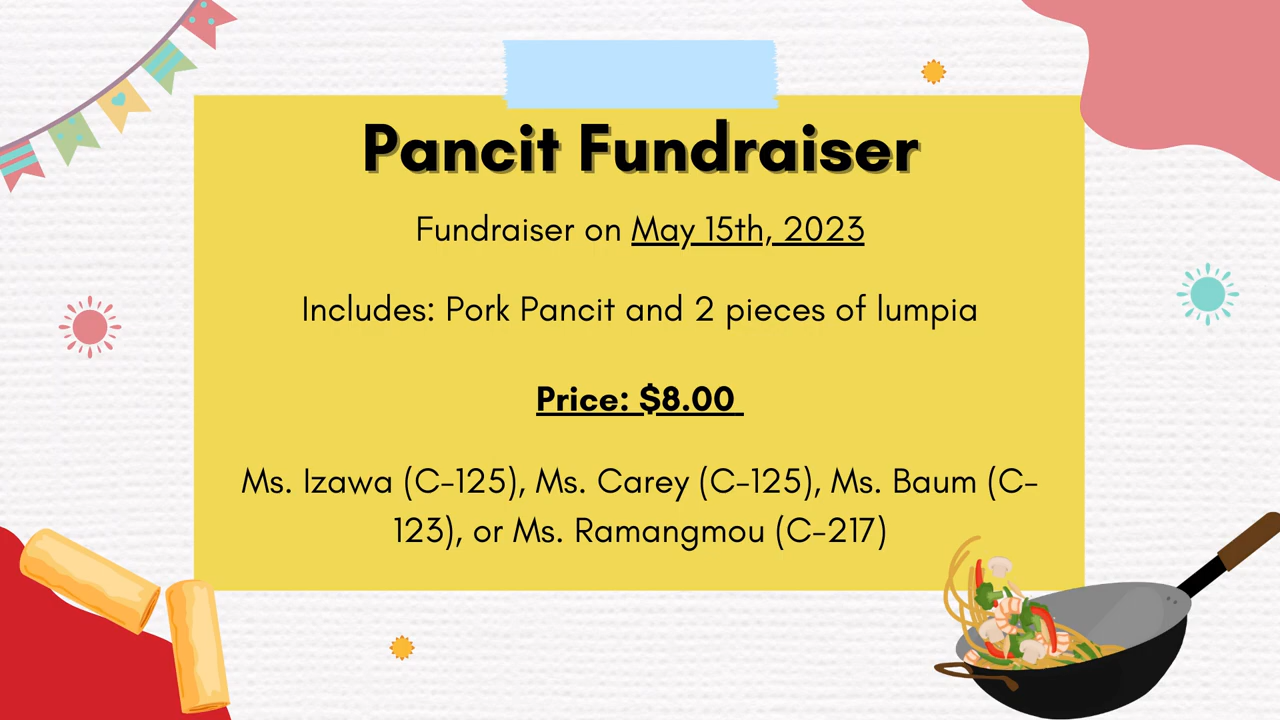 Pancit Fundraiser
Fundraiser on May 15th, 2023
Includes: Pork Pancit and 2 pieces of lumpia
Price: $8.00
Ms. Izawa (C-125), Ms. Carey (C-125), Ms. Baum (C-
123), or Ms. Ramangmou (C-217)